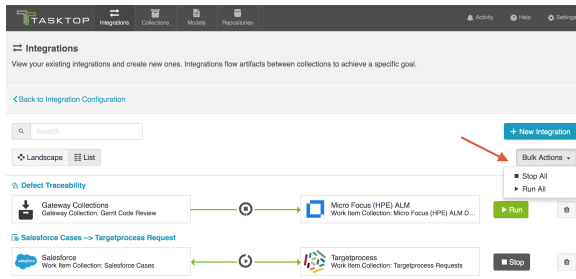 TASKTOP
Integrations
Collections
Models
Repositories
Activity
Help
Settings
Integrations
View your existing integrations and create new ones. Integrations flow artifacts between collections to achieve a specific goal.
Back to Integration Configuration
Search
+ New Integration
Landscape
List
Bulk Actions
Stop All
Run All
Defect Traceability
Gateway Collections
Gateway Collection: Gerrit Code Review
Micro Focus (HPE) ALM
Work Item Collection: Micro Focus (HPE) ALM D...
Run
Salesforce Cases --> Targetprocess Request
salesforce
Salesforce
Work Item Collection: Salesforce Cases
Targetprocess
Work Item Collection: Targetprocess Requests
Stop